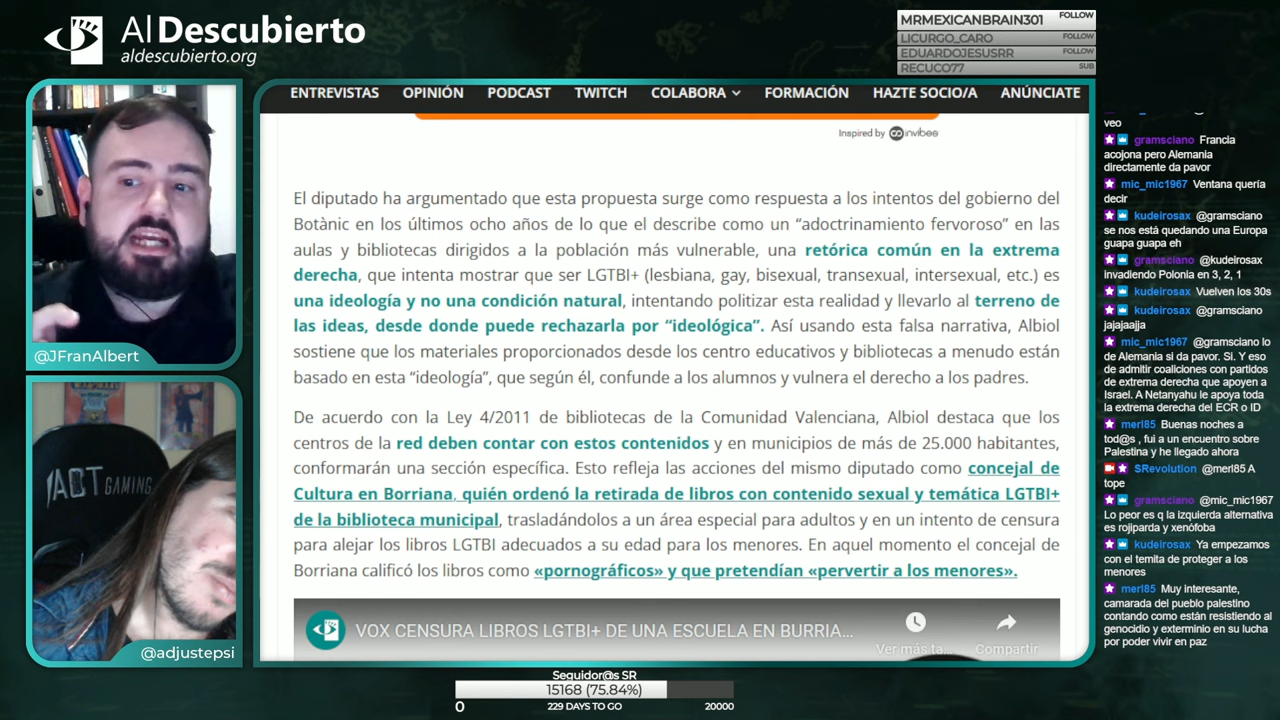 Al Descubierto
aldescubierto.org
MRMEXICANBRAIN301 FOLLOW
LICURGO_CARO FOLLOW
EDUARDOJESUSRR FOLLOW
RECUCO77 SUB
ENTREVISTAS OPINIÓN PODCAST TWITCH COLABORA FORMACIÓN HAZTE SOCIO/A ANÚNCIATE
Inspired by invibes
El diputado ha argumentado que esta propuesta surge como respuesta a los intentos del gobierno del
Botànic en los últimos ocho años de lo que el describe como un “adoctrinamiento fervoroso” en las
aulas y bibliotecas dirigidos a la población más vulnerable, una retórica común en la extrema
derecha, que intenta mostrar que ser LGTBI+ (lesbiana, gay, bisexual, transexual, intersexual, etc.) es
una ideología y no una condición natural, intentando politizar esta realidad y llevarlo al terreno de
las ideas, desde donde puede rechazarla por “ideológica”. Así usando esta falsa narrativa, Albiol
sostiene que los materiales proporcionados desde los centro educativos y bibliotecas a menudo están
basado en esta “ideología”, que según él, confunde a los alumnos y vulnera el derecho a los padres.
De acuerdo con la Ley 4/2011 de bibliotecas de la Comunidad Valenciana, Albiol destaca que los
centros de la red deben contar con estos contenidos y en municipios de más de 25.000 habitantes,
conformarán una sección específica. Esto refleja las acciones del mismo diputado como concejal de
Cultura en Borriana, quién ordenó la retirada de libros con contenido sexual y temática LGTBI+
de la biblioteca municipal, trasladándolos a un área especial para adultos y en un intento de censura
para alejar los libros LGTBI adecuados a su edad para los menores. En aquel momento el concejal de
Borriana calificó los libros como «pornográficos» y que pretendían «pervertir a los menores».
VOX CENSURA LIBROS LGTBI+ DE UNA ESCUELA EN BURRIA...
Ver más ta...
Compartir
@JFranAlbert
AUT GAMING
@adjustepsi
veo
gramsciano Francia
acojona pero Alemania
directamente da pavor
mic_mic1967 Ventana quería
decir
kudeirosax @gramsciano
se nos está quedando una Europa
guapa guapa eh
gramsciano @kudeirosax
invadiendo Polonia en 3, 2, 1
kudeirosax Vuelven los 30s
kudeirosax @gramsciano
jajajaajja
mic_mic1967 @gramsciano lo
de Alemania si da pavor. Si. Y eso
de admitir coaliciones con partidos
de extrema derecha que apoyen a
Israel. A Netanyahu le apoya toda
la extrema derecha del ECR o ID
merl85 Buenas noches a
tod@s , fui a un encuentro sobre
Palestina y he llegado ahora
SRevolution @merl85 A
tope
gramsciano @mic_mic1967
Lo peor es q la izquierda alternativa
es rojiparda y xenófoba
kudeirosax Ya empezamos
con el temita de proteger a los
menores
merl85 Muy interesante,
camarada del pueblo palestino
contando como están resistiendo al
genocidio y exterminio en su lucha
por poder vivir en paz
Seguidor@s SR
15168 (75.84%)
0 229 DAYS TO GO 20000